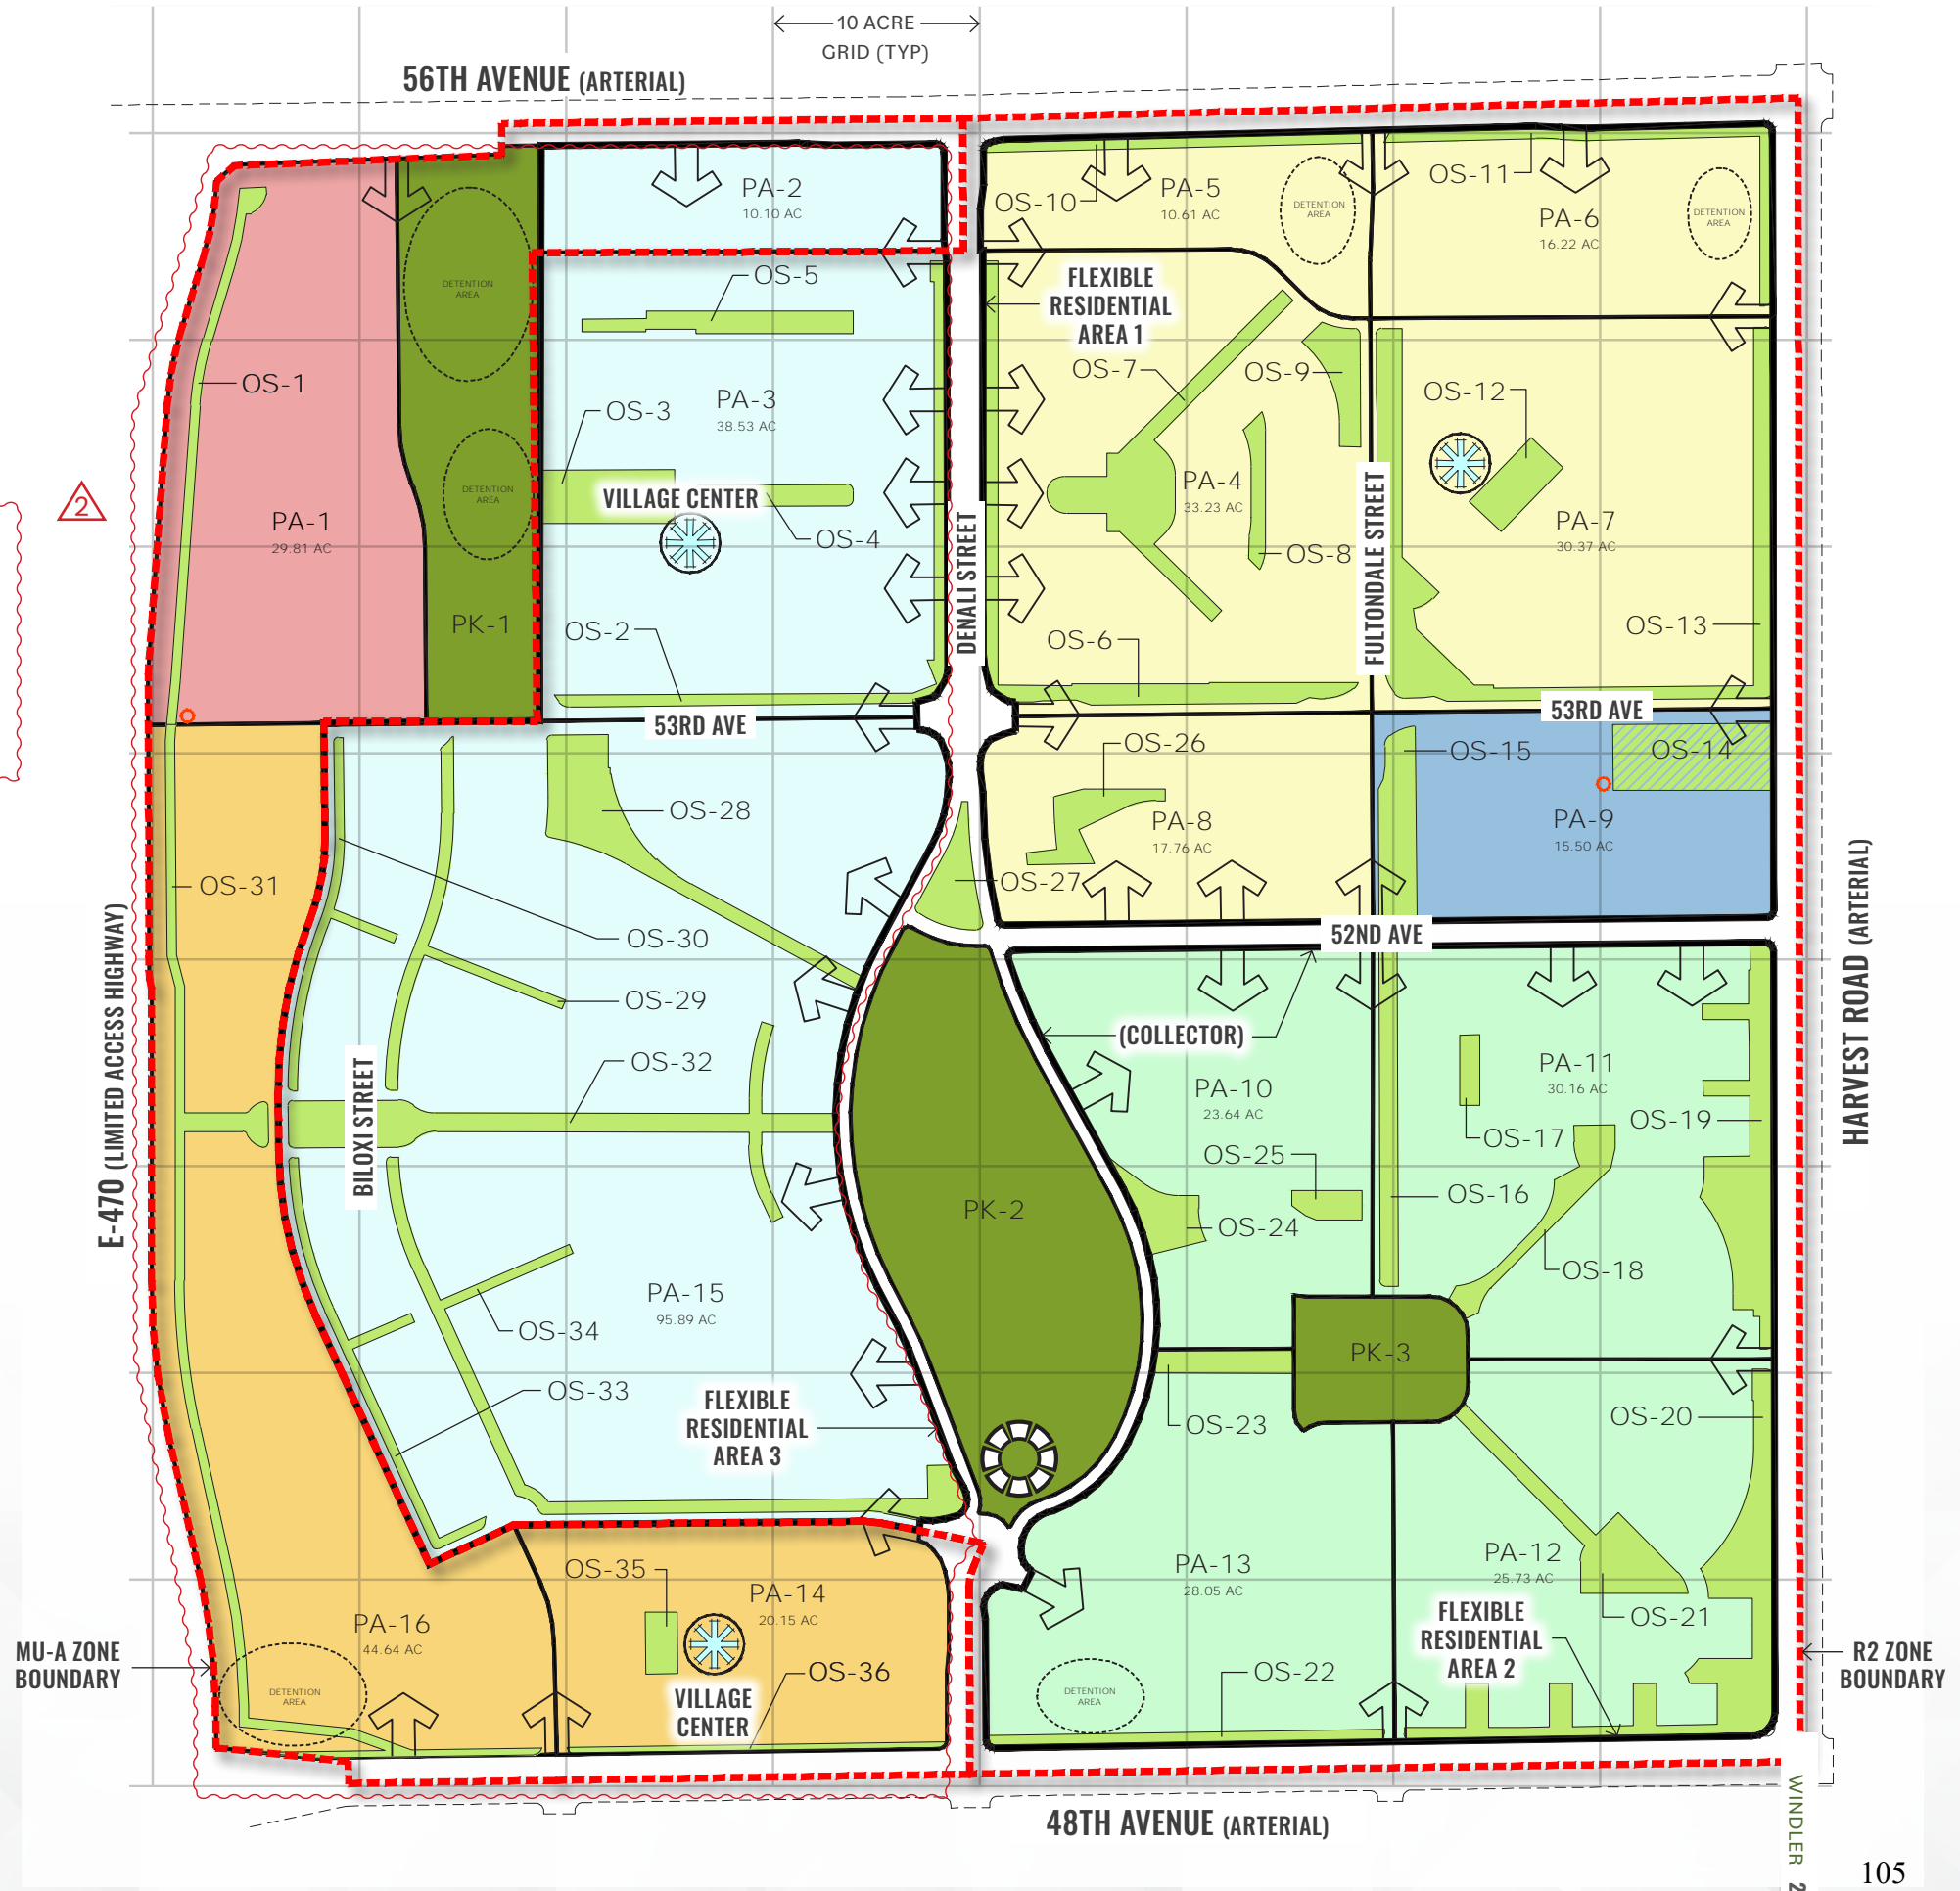 10 ACRE
GRID (TYP)
56TH AVENUE (ARTERIAL)
PA-2
10.10 AC
PA-5
10.61 AC
OS-10
OS-11
DETENTION
AREA
PA-6
16.22 AC
DETENTION
AREA
DETENTION
AREA
OS-5
FLEXIBLE
RESIDENTIAL
AREA 1
OS-1
OS-3
PA-3
38.53 AC
OS-7
OS-9
OS-12
2
DETENTION
AREA
VILLAGE CENTER
OS-4
PA-4
33.23 AC
OS-8
PA-1
29.81 AC
PA-7
30.37 AC
FULTONDALE STREET
DENALI STREET
PK-1
OS-2
OS-6
OS-13
53RD AVE
53RD AVE
OS-28
OS-26
OS-15
OS-14
PA-8
17.76 AC
PA-9
15.50 AC
OS-31
OS-27
OS-30
52ND AVE
OS-29
(COLLECTOR)
OS-32
PA-10
23.64 AC
PA-11
30.16 AC
OS-17
OS-19
BILOXI STREET
E-470 (LIMITED ACCESS HIGHWAY)
HARVEST ROAD (ARTERIAL)
OS-25
OS-16
PK-2
OS-24
OS-18
PA-15
95.89 AC
OS-34
PK-3
OS-33
FLEXIBLE
RESIDENTIAL
AREA 3
OS-23
OS-20
OS-35
PA-14
20.15 AC
PA-13
28.05 AC
PA-12
25.73 AC
OS-21
PA-16
44.64 AC
FLEXIBLE
RESIDENTIAL
AREA 2
MU-A ZONE
BOUNDARY
R2 ZONE
BOUNDARY
DETENTION
AREA
VILLAGE
CENTER
OS-36
DETENTION
AREA
OS-22
48TH AVENUE (ARTERIAL)
WINDLER 2
105